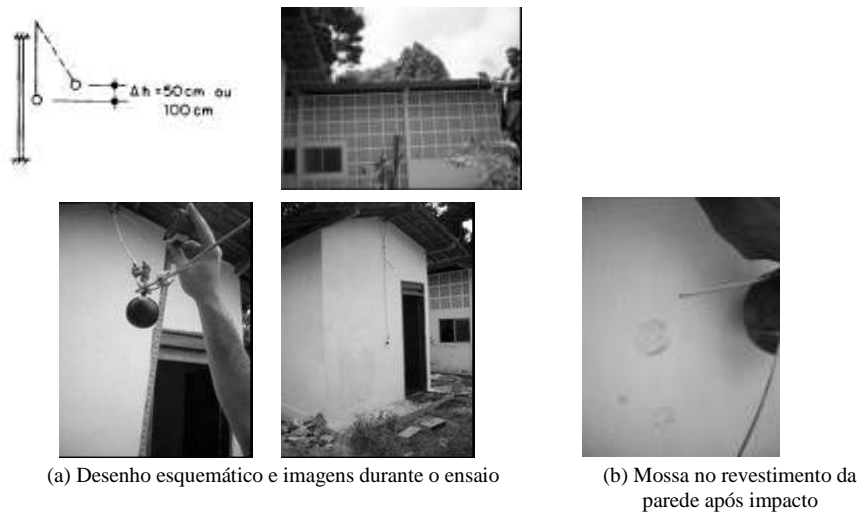 Δh = 50 cm ou
100 cm
(a) Desenho esquemático e imagens durante o ensaio
(b) Mossa no revestimento da
parede após impacto